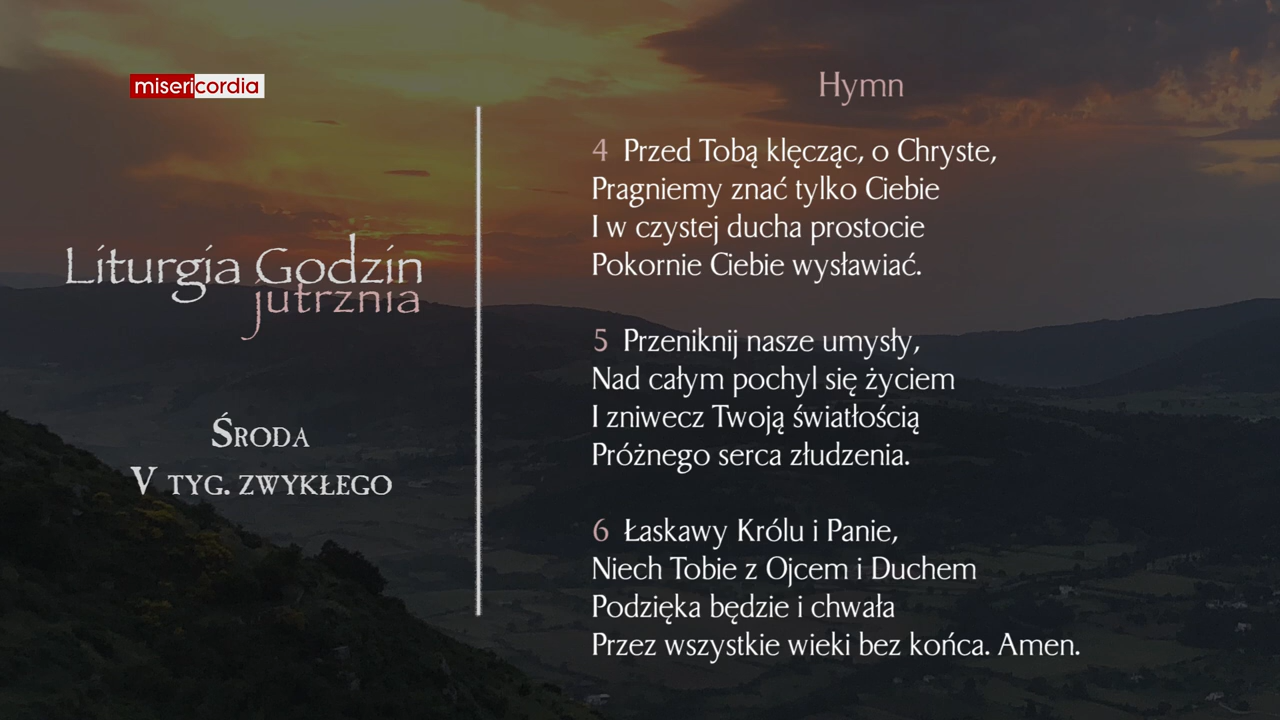 misericordia
Liturgia Godzin
jutrznia
Środa
V tyg. zwykłego
Hymn
4 Przed Tobą klęcząc, o Chryste,
Pragniemy znać tylko Ciebie
I w czystej ducha prostocie
Pokornie Ciebie wysławiać.
5 Przeniknij nasze umysły,
Nad całym pochyl się życiem
I zniwecz Twoją światłością
Próżnego serca złudzenia.
6 Łaskawy Królu i Panie,
Niech Tobie z Ojcem i Duchem
Podzięka będzie i chwała
Przez wszystkie wieki bez końca. Amen.